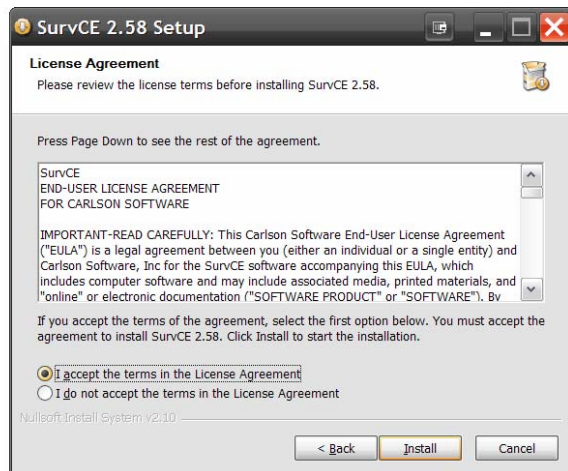 SurvCE 2.58 Setup
License Agreement
Please review the license terms before installing SurvCE 2.58.
Press Page Down to see the rest of the agreement.
SurvCE
END-USER LICENSE AGREEMENT
FOR CARLSON SOFTWARE
IMPORTANT-READ CAREFULLY: This Carlson Software End-User License Agreement
("EULA") is a legal agreement between you (either an individual or a single entity) and
Carlson Software, Inc for the SurvCE software accompanying this EULA, which
includes computer software and may include associated media, printed materials, and
"online" or electronic documentation ("SOFTWARE PRODUCT" or "SOFTWARE"). By
If you accept the terms of the agreement, select the first option below. You must accept the
agreement to install SurvCE 2.58. Click Install to start the installation.
I accept the terms in the License Agreement
I do not accept the terms in the License Agreement
Nullsoft Install System v2.10
< Back Install Cancel